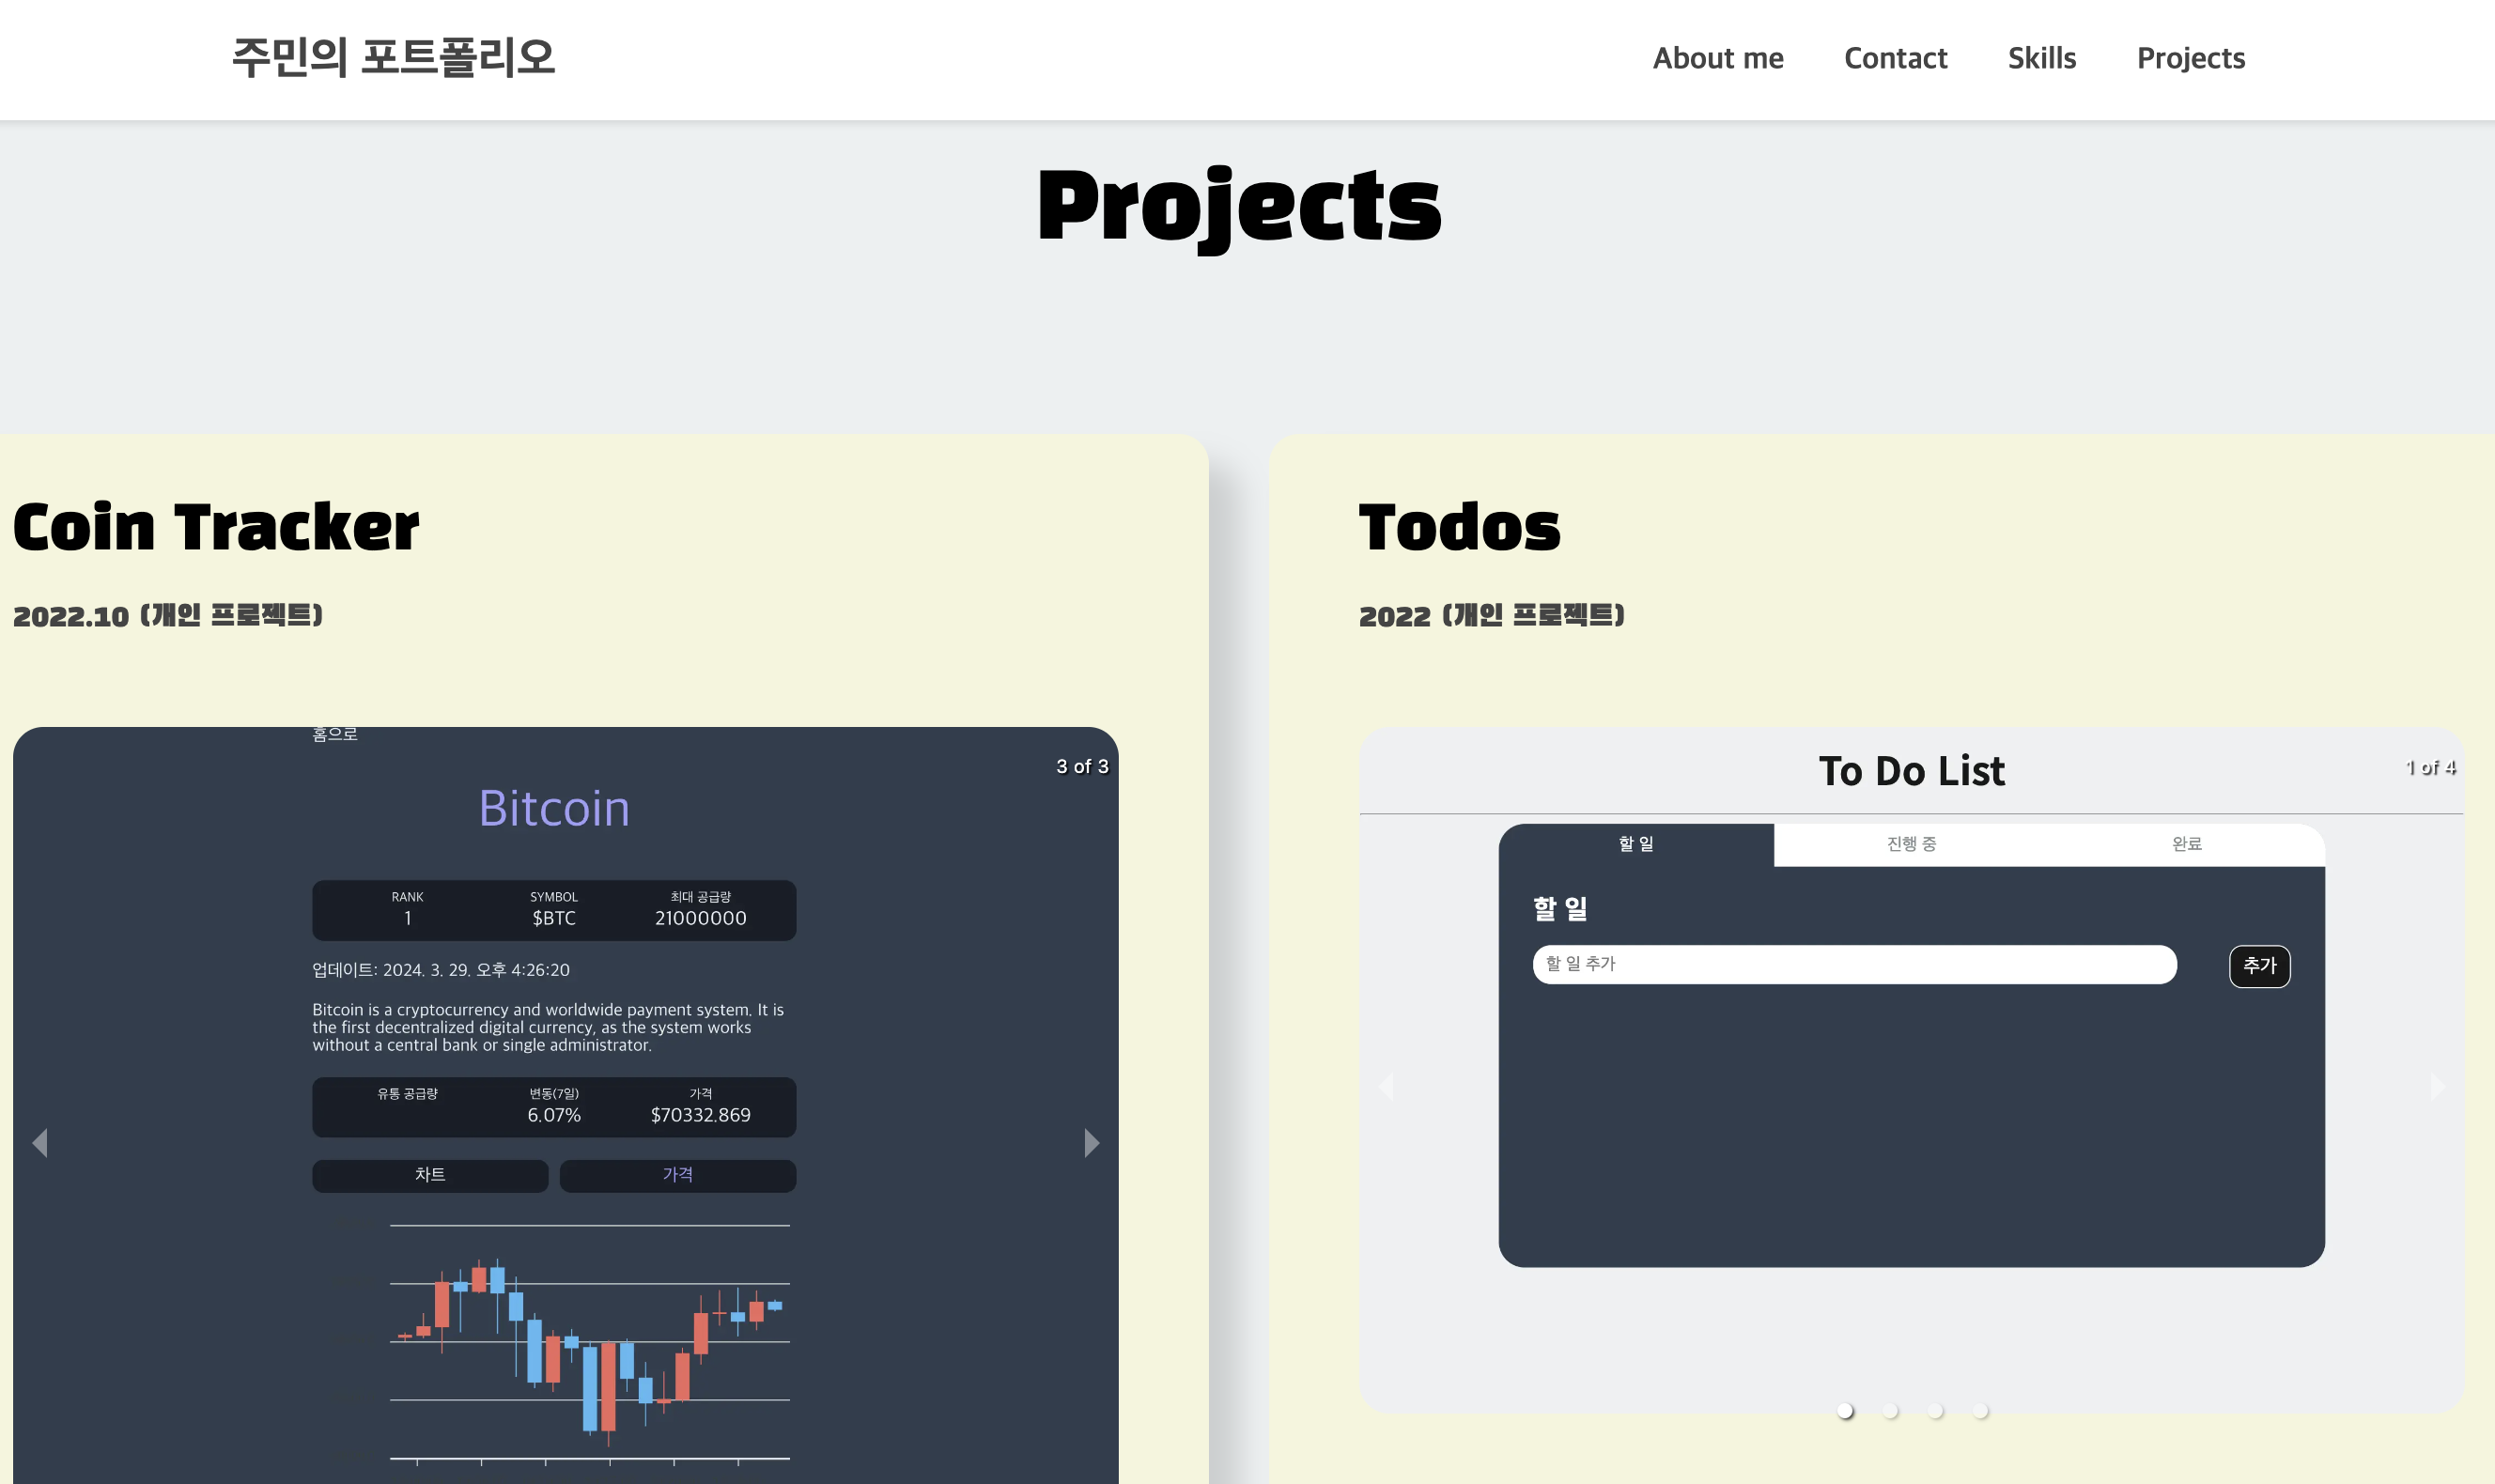 주민의 포트폴리오
About me Contact Skills Projects
Projects
Coin Tracker
2022.10 (개인 프로젝트)
홈으로
3 of 3
Bitcoin
RANK SYMBOL 최대 공급량
1 $BTC 21000000
업데이트: 2024. 3. 29. 오후 4:26:20
Bitcoin is a cryptocurrency and worldwide payment system. It is
the first decentralized digital currency, as the system works
without a central bank or single administrator.
유통 공급량 변동(7일) 가격
6.07% $70332.869
차트 가격
Todos
2022 (개인 프로젝트)
To Do List
1 of 4
할 일 진행 중 완료
할 일
할 일 추가 추가